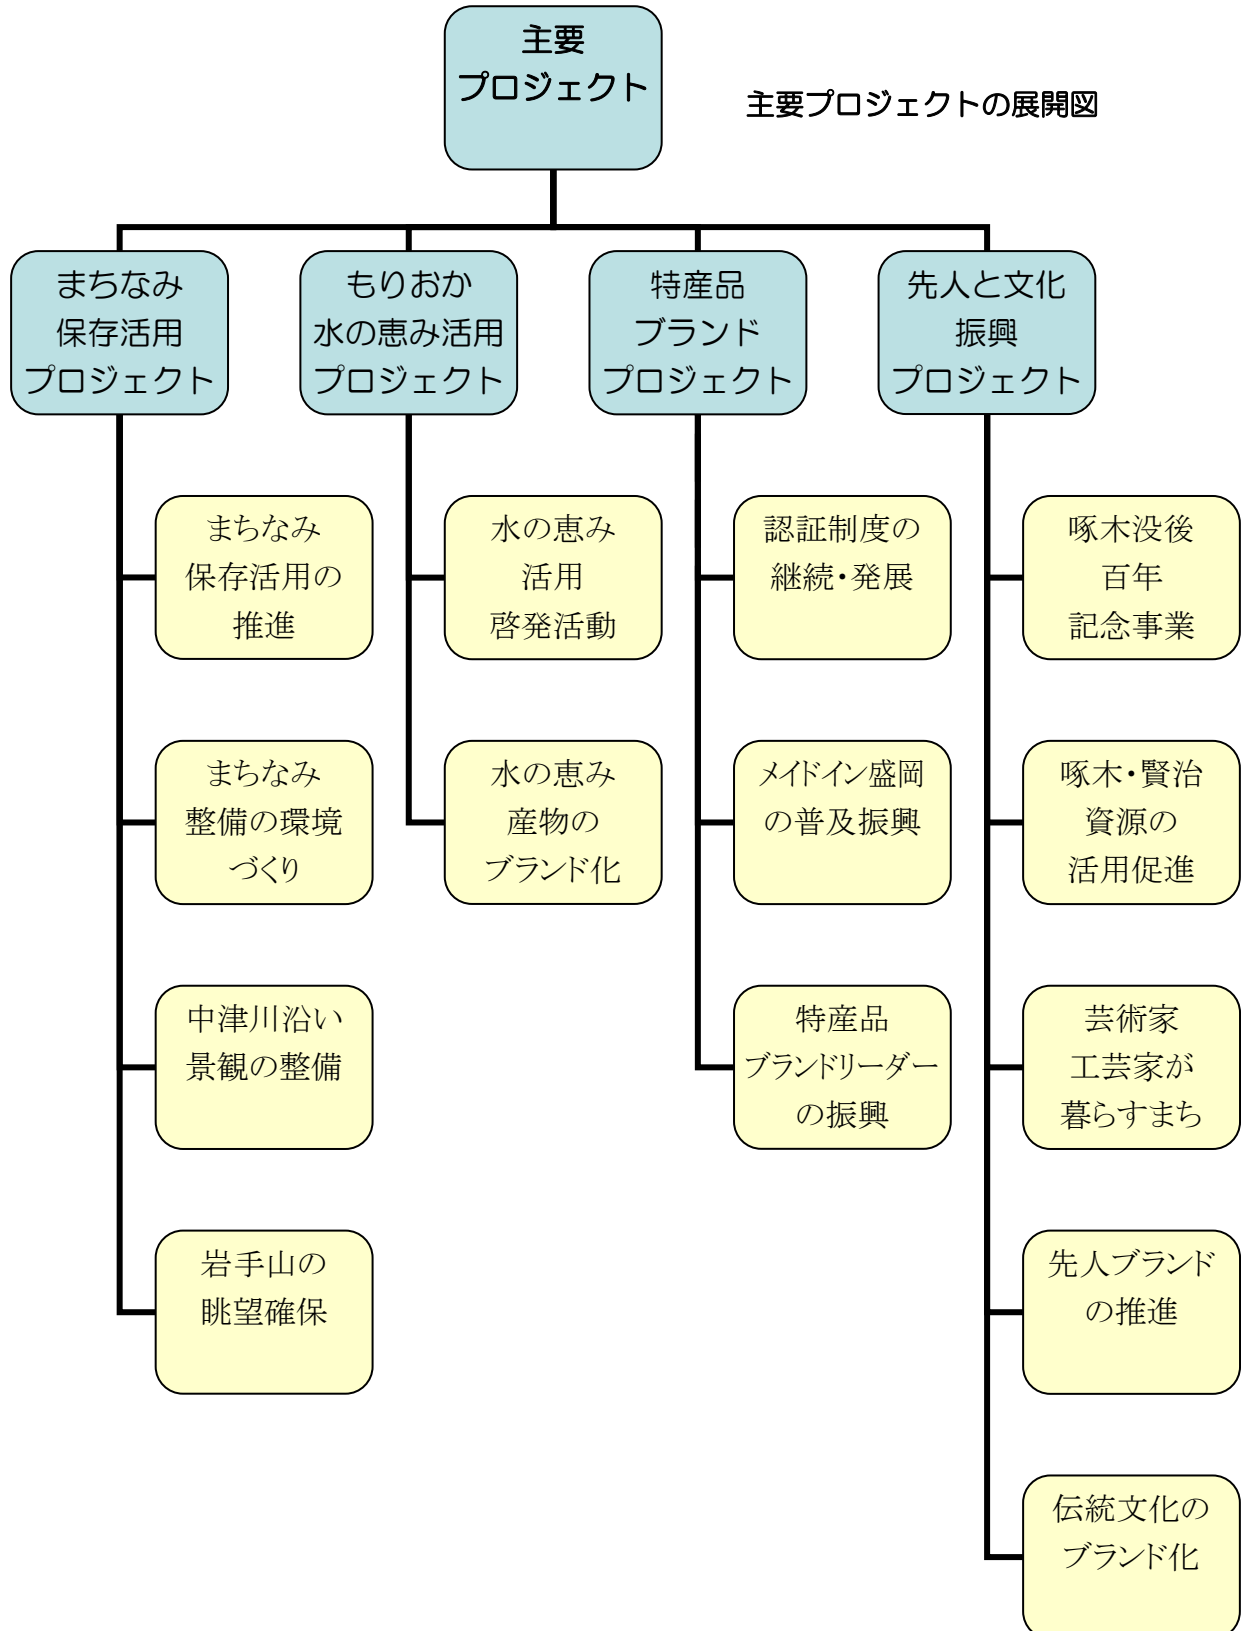 主要
プロジェクト
主要プロジェクトの展開図
まちなみ
保存活用
プロジェクト
もりおか
水の恵み活用
プロジェクト
特産品
ブランド
プロジェクト
先人と文化
振興
プロジェクト
まちなみ
保存活用の
推進
まちなみ
整備の環境
づくり
中津川沿い
景観の整備
岩手山の
眺望確保
水の恵み
活用
啓発活動
水の恵み
産物の
ブランド化
認証制度の
継続・発展
メイドイン盛岡
の普及振興
特産品
ブランドリーダー
の振興
啄木没後
百年
記念事業
啄木・賢治
資源の
活用促進
芸術家
工芸家が
暮らすまち
先人ブランド
の推進
伝統文化の
ブランド化